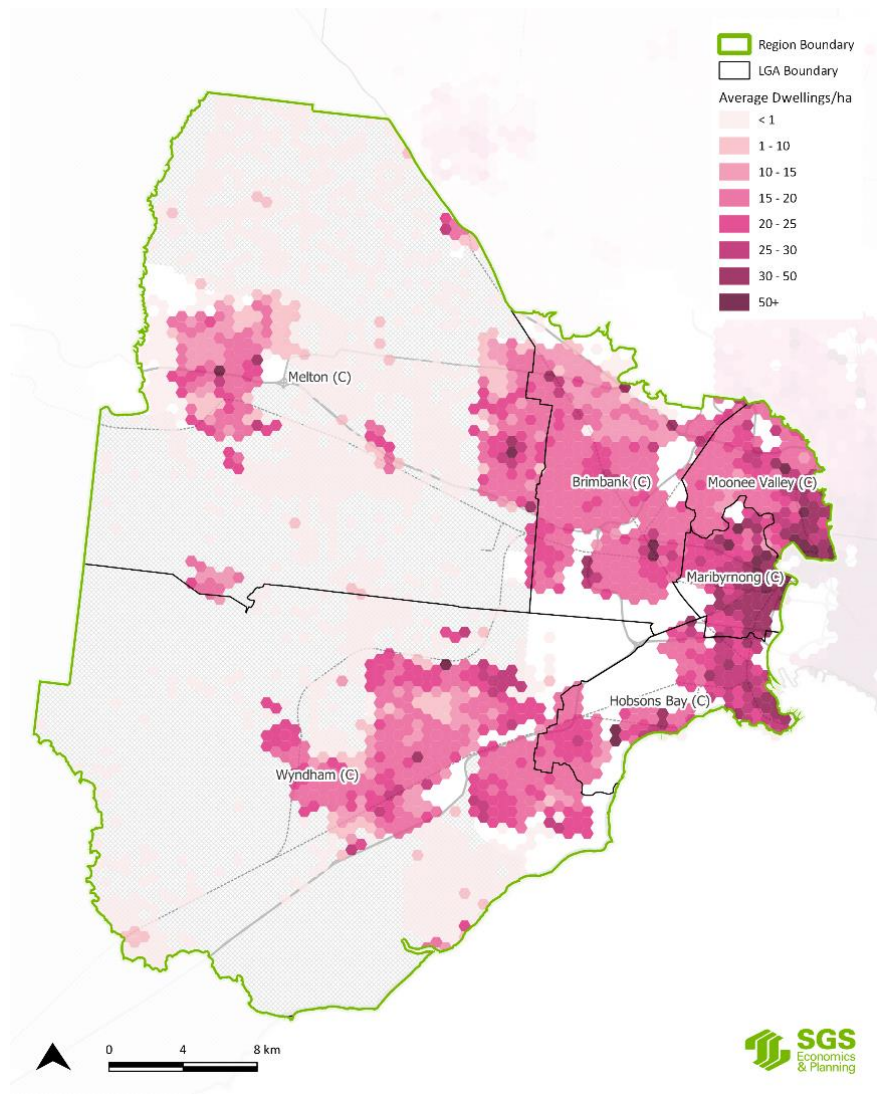 Region Boundary
LGA Boundary
Average Dwellings/ha
< 1
1 - 10
10 - 15
15 - 20
20 - 25
25 - 30
30 - 50
50+
Melton (C)
Brimbank (C)
Moonee Valley (C)
Maribyrnong (C)
Hobsons Bay (C)
Wyndham (C)
0 4 8 km
SGS
Economics
& Planning